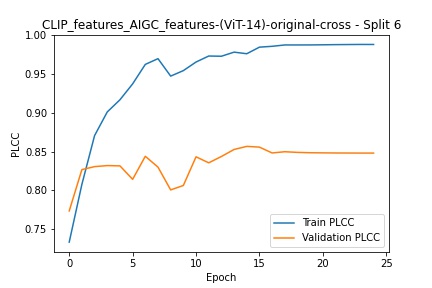 CLIP_features_AIGC_features-(ViT-14)-original-cross - Split 6
1.00
0.95
0.90
0.85
0.80
0.75
PLCC
Train PLCC
Validation PLCC
0
5
10
15
20
25
Epoch